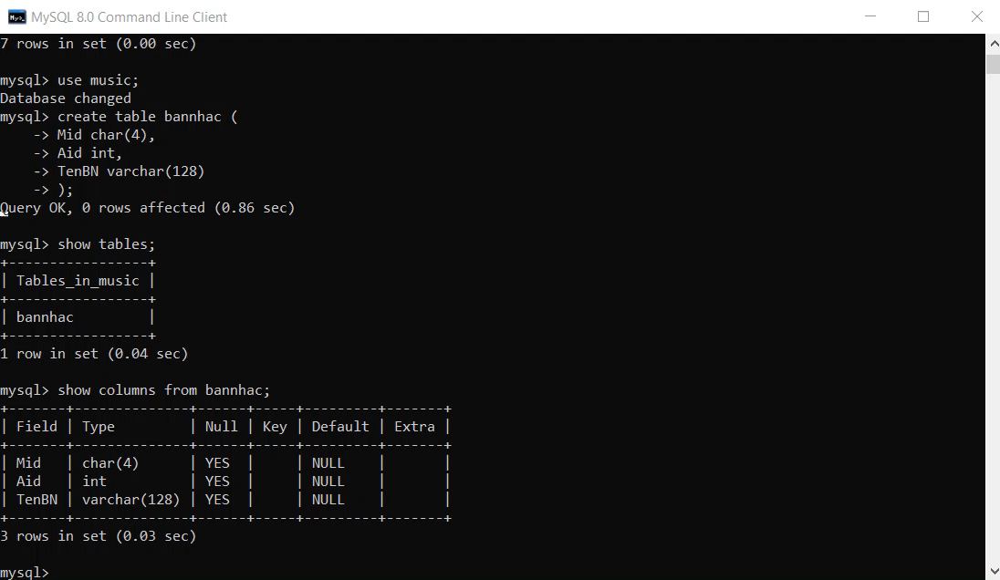 MySQL 8.0 Command Line Client
7 rows in set (0.00 sec)
mysql> use music;
Database changed
mysql> create table bannhac (
    -> Mid char(4),
    -> Aid int,
    -> TenBN varchar(128)
    -> );
Query OK, 0 rows affected (0.86 sec)
mysql> show tables;
+-----------------+
| Tables_in_music |
+-----------------+
| bannhac         |
+-----------------+
1 row in set (0.04 sec)
mysql> show columns from bannhac;
+-------+--------------+------+-----+---------+-------+
| Field | Type         | Null | Key | Default | Extra |
+-------+--------------+------+-----+---------+-------+
| Mid   | char(4)      | YES  |     | NULL    |       |
| Aid   | int          | YES  |     | NULL    |       |
| TenBN | varchar(128) | YES  |     | NULL    |       |
+-------+--------------+------+-----+---------+-------+
3 rows in set (0.03 sec)
mysql>